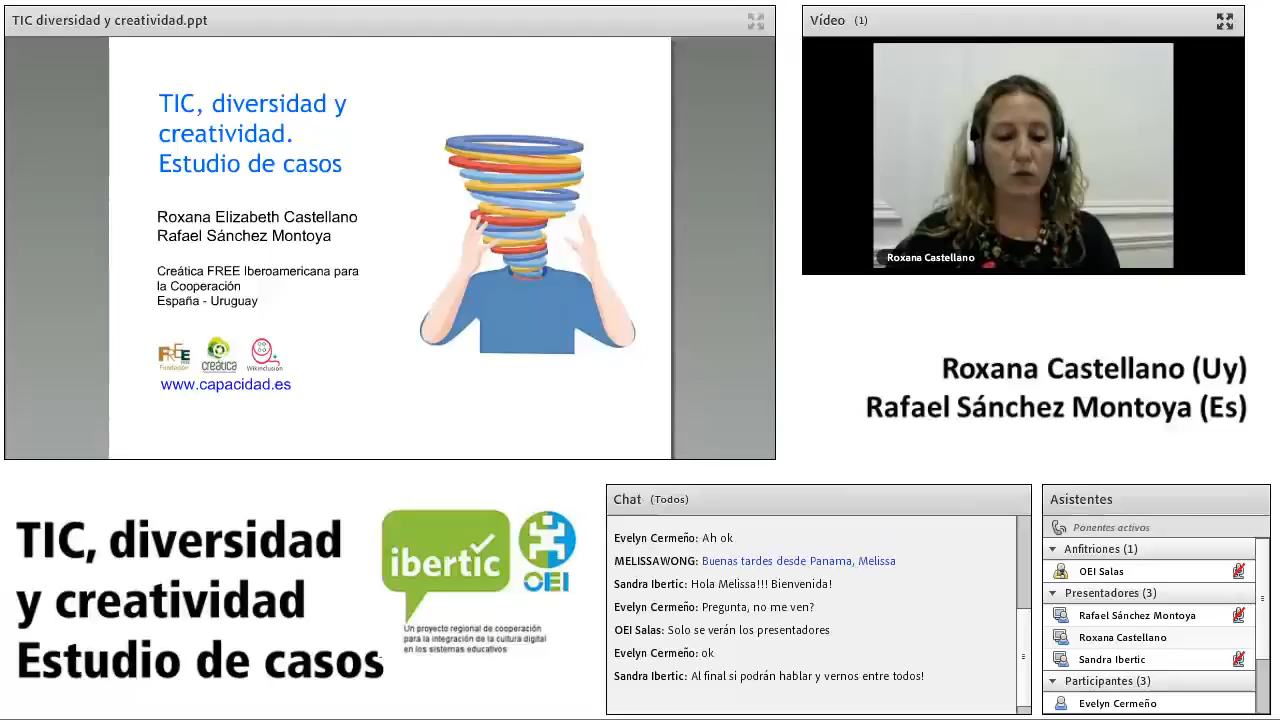 TIC diversidad y creatividad.ppt
TIC, diversidad y
creatividad.
Estudio de casos
Roxana Elizabeth Castellano
Rafael Sánchez Montoya
Creática FREE Iberoamericana para
la Cooperación
España - Uruguay
FREE
Fundación
creática
Wikinclusion
www.capacidad.es
Vídeo (1)
Roxana Castellano
Roxana Castellano (Uy)
Rafael Sánchez Montoya (Es)
TIC, diversidad
y creatividad
Estudio de casos
ibertic
OEI
Un proyecto regional de cooperación
para la integración de la cultura digital
en los sistemas educativos
Chat (Todos)
Evelyn Cermeño: Ah ok
MELISSAWONG: Buenas tardes desde Panama, Melissa
Sandra Ibertic: Hola Melissa!!! Bienvenida!
Evelyn Cermeño: Pregunta, no me ven?
OEI Salas: Solo se verán los presentadores
Evelyn Cermeño: ok
Sandra Ibertic: Al final si podrán hablar y vernos entre todos!
Asistentes
Ponentes activos
Anfitriones (1)
OEI Salas
Presentadores (3)
Rafael Sánchez Montoya
Roxana Castellano
Sandra Ibertic
Participantes (3)
Evelyn Cermeño